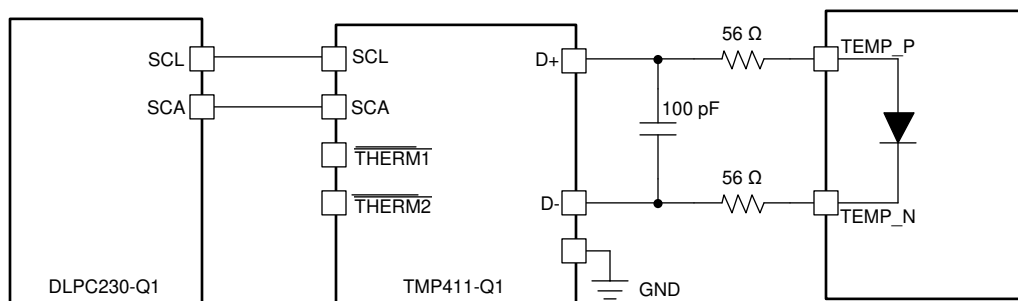 SCL
SCA
DLPC230-Q1
SCL
SCA
THERM1
THERM2
D+
D-
TMP411-Q1
GND
100 pF
56 Ω
56 Ω
TEMP_P
TEMP_N